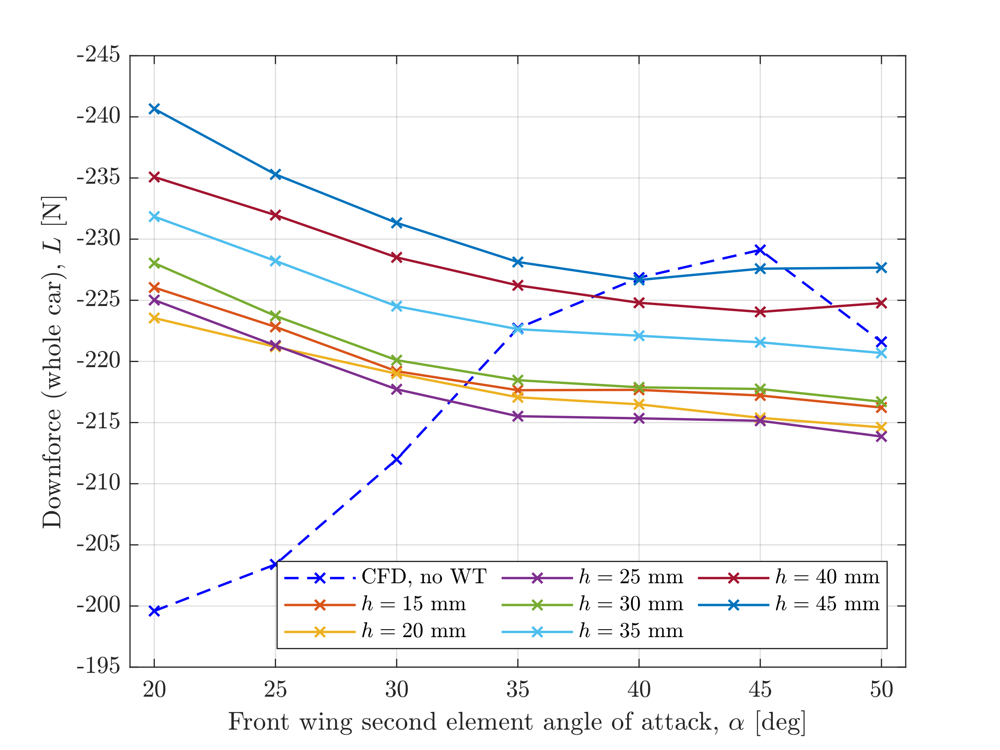 -245
-240
-235
-230
-225
-220
-215
-210
-205
-200
-195
Downforce (whole car), L [N]
CFD, no WT
h = 15 mm
h = 20 mm
h = 25 mm
h = 30 mm
h = 35 mm
h = 40 mm
h = 45 mm
20 25 30 35 40 45 50
Front wing second element angle of attack, α [deg]